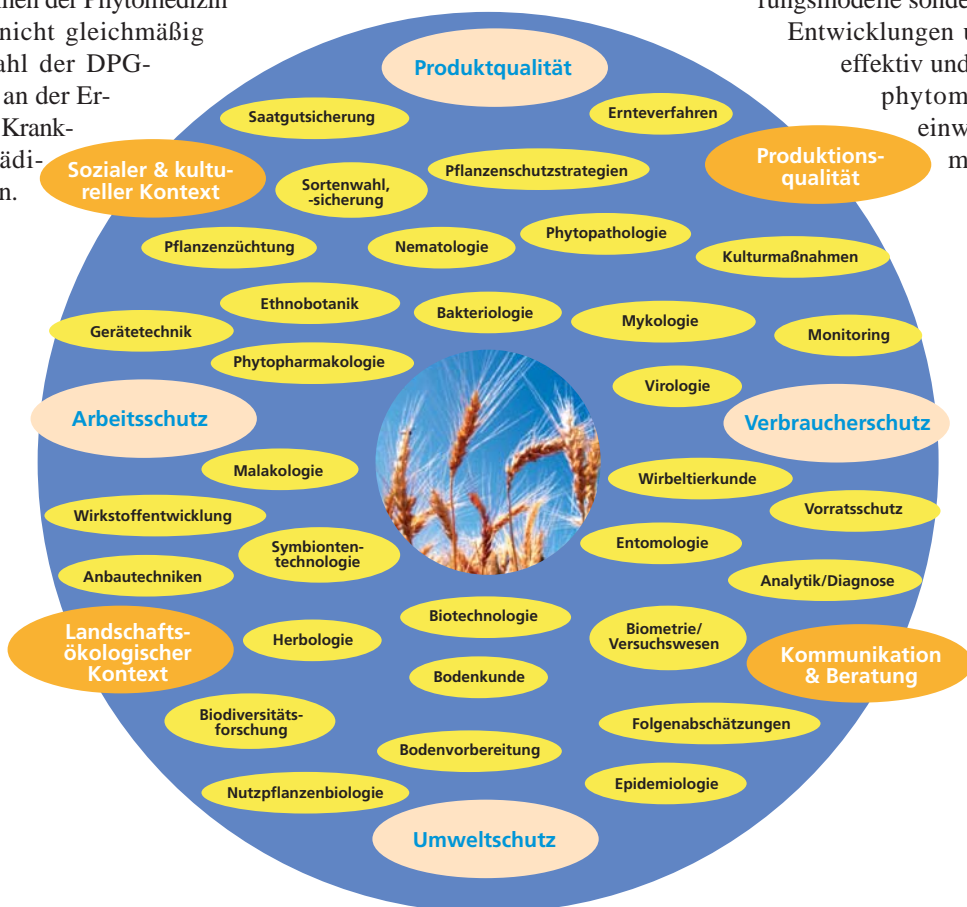 men der Phytomedizin
nicht gleichmäßig
ahl der DPG-
an der Er-
Krank-
ädi-
n.
rungsmodelle sonde
Entwicklungen u
effektiv und
phytom
einw
m
Produktqualität
Saatgutsicherung
Ernteverfahren
Sozialer & kultu-
reller Kontext
Sortenwahl,
-sicherung
Pflanzenschutzstrategien
Produktions-
qualität
Pflanzenzüchtung
Nematologie
Phytopathologie
Kulturmaßnahmen
Ethnobotanik
Bakteriologie
Mykologie
Gerätetechnik
Monitoring
Phytopharmakologie
Virologie
Arbeitsschutz
Verbraucherschutz
Malakologie
Wirbeltierkunde
Wirkstoffentwicklung
Vorratsschutz
Symbionten-
technologie
Entomologie
Anbautechniken
Analytik/Diagnose
Biotechnologie
Landschafts-
ökologischer
Kontext
Herbologie
Biometrie/
Versuchswesen
Kommunikation
& Beratung
Bodenkunde
Biodiversitäts-
forschung
Folgenabschätzungen
Bodenvorbereitung
Nutzpflanzenbiologie
Epidemiologie
Umweltschutz